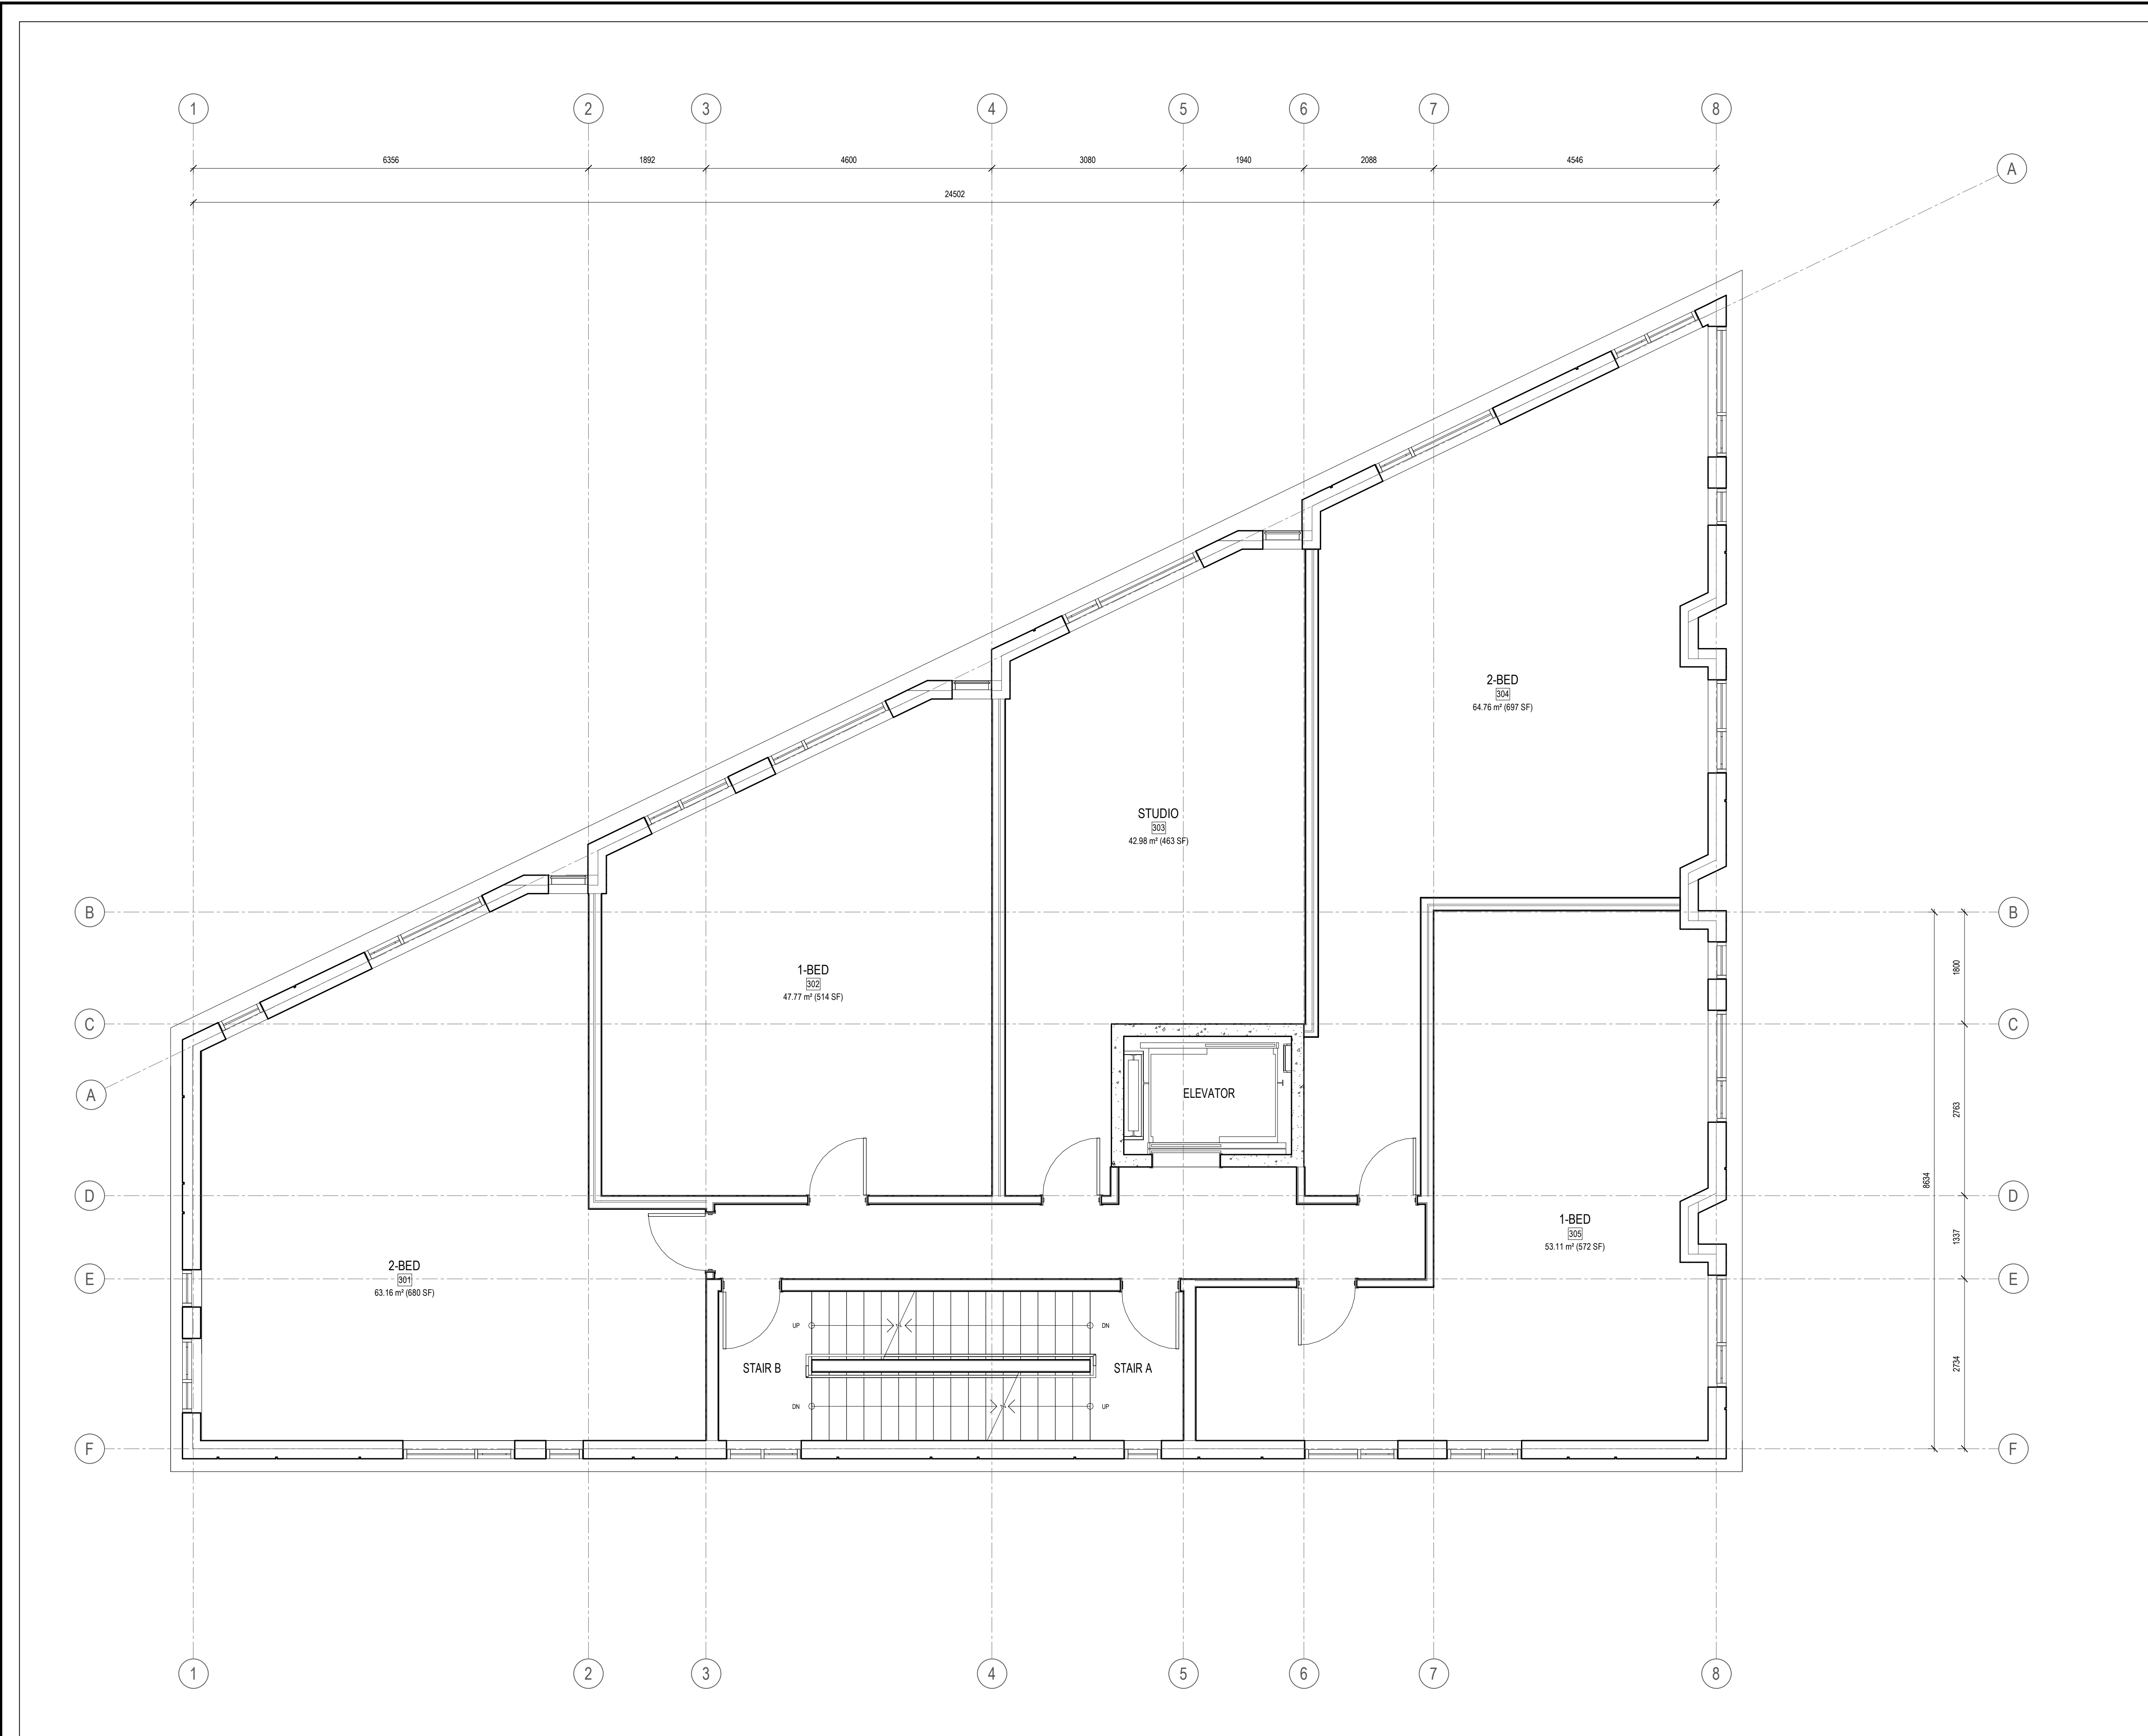 1 2 3 4 5 6 7 8
6356 1892 4600 3080 1940 2088 4546
A
24502
2-BED
304
64.76 m² (697 SF)
STUDIO
303
42.98 m² (463 SF)
B B
1-BED
302
47.77 m² (514 SF)
1800
C C
ELEVATOR
A
2763
8634
D D
1-BED
305
53.11 m² (572 SF)
1337
2-BED
301
63.16 m² (680 SF)
E E
UP DN
STAIR B STAIR A
2734
DN UP
F F
1 2 3 4 5 6 7 8